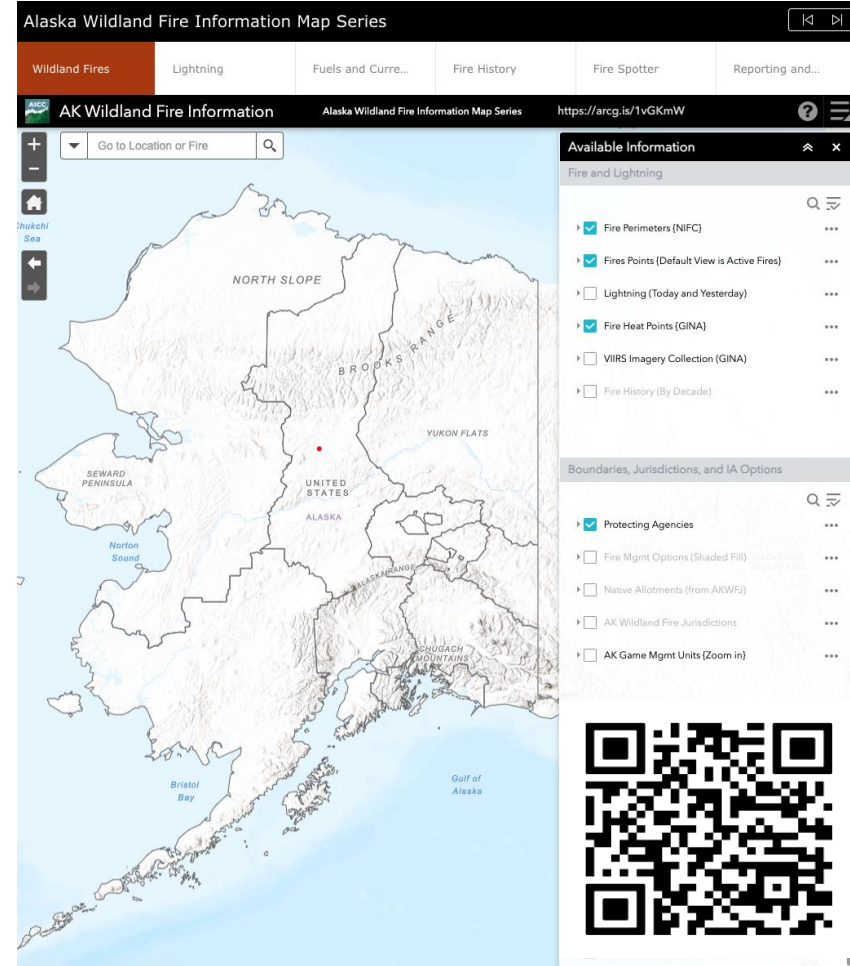 Alaska Wildland Fire Information Map Series
Wildland Fires
Lightning
Fuels and Curre...
Fire History
Fire Spotter
Reporting and...
AICC
AK Wildland Fire Information
Alaska Wildland Fire Information Map Series
https://arcg.is/1vGKmW
Go to Location or Fire
Available Information
Fire and Lightning
Fire Perimeters {NIFC}
Fires Points {Default View is Active Fires}
Lightning (Today and Yesterday)
Fire Heat Points {GINA}
VIIRS Imagery Collection (GINA)
Fire History (By Decade)
Boundaries, Jurisdictions, and IA Options
Protecting Agencies
Fire Mgmt Options (Shaded Fill)
Native Allotments (from AKWFJ)
AK Wildland Fire Jurisdictions
AK Game Mgmt Units {Zoom in}
Chukchi
Sea
NORTH SLOPE
BROOKS RANGE
YUKON FLATS
SEWARD
PENINSULA
UNITED
STATES
ALASKA
Norton
Sound
ALASKA RANGE
CHUGACH
MOUNTAINS
Bristol
Bay
Gulf of
Alaska